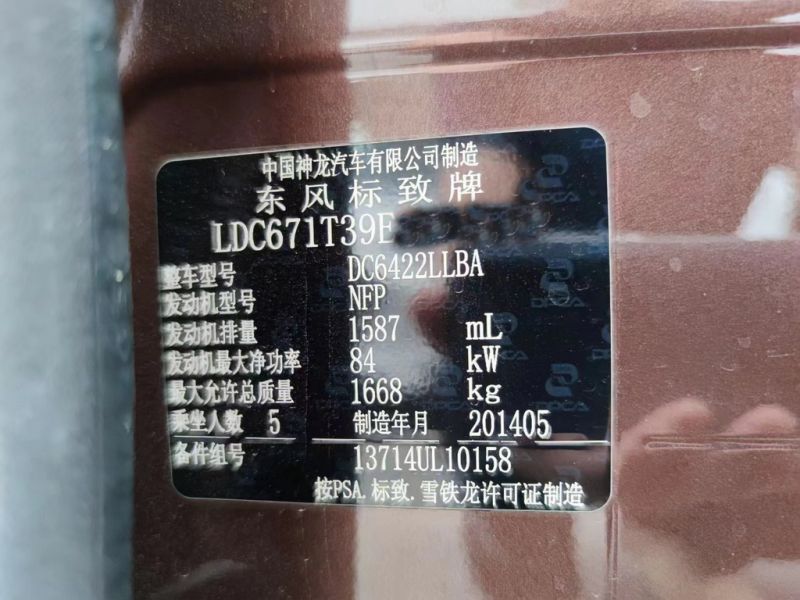 中国神龙汽车有限公司制造
东风标致牌
LDC671T39E
整车型号 DC6422LLBA
发动机型号 NFP
发动机排量 1587 mL
发动机最大净功率 84 kW
最大允许总质量 1668 kg
乘坐人数 5 制造年月 201405
备件组号 13714UL10158
按PSA.标致.雪铁龙许可证制造